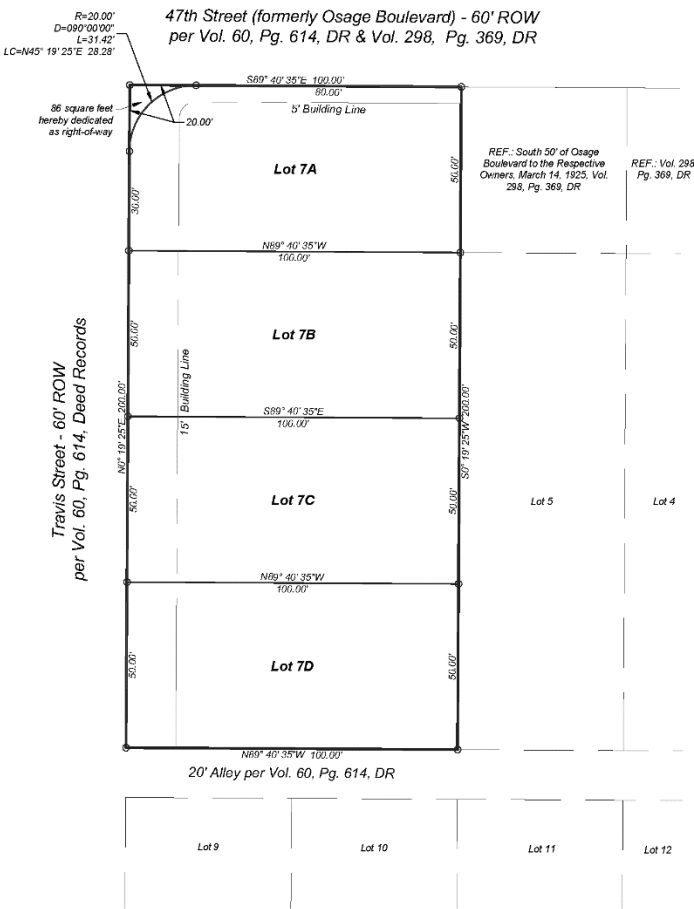 47th Street (formerly Osage Boulevard) - 60' ROW
per Vol. 60, Pg. 614, DR & Vol. 298, Pg. 369, DR
R=20.00'
D=090°00'00"
L=31.42'
LC=N45° 19' 25"E 28.28'
S89° 40' 35"E 100.00'
80.00'
5' Building Line
86 square feet
hereby dedicated
as right-of-way
20.00'
Lot 7A
30.00'
50.00'
REF.: South 50' of Osage
Boulevard to the Respective
Owners, March 14, 1925, Vol.
298, Pg. 369, DR
REF.: Vol. 298
Pg. 369, DR
N89° 40' 35"W
100.00'
Lot 7B
50.00'
50.00'
15' Building Line
Travis Street - 60' ROW
per Vol. 60, Pg. 614, Deed Records
N0° 19' 25"E 200.00'
S0° 19' 25"W 200.00'
S89° 40' 35"E
100.00'
Lot 7C
50.00'
50.00'
Lot 5
Lot 4
N89° 40' 35"W
100.00'
Lot 7D
50.00'
50.00'
N89° 40' 35"W 100.00'
20' Alley per Vol. 60, Pg. 614, DR
Lot 9
Lot 10
Lot 11
Lot 12